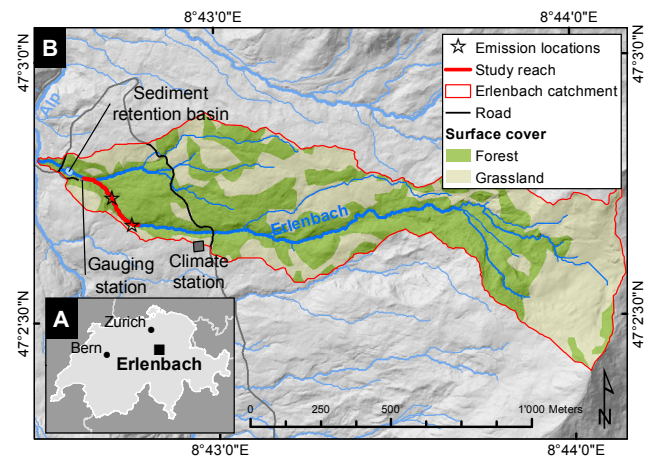 8°43'0"E
8°44'0"E
B
47°3'0"N
47°3'0"N
Alp
Sediment
retention basin
Emission locations
Study reach
Erlenbach catchment
Road
Surface cover
Forest
Grassland
Erlenbach
Gauging
station
Climate
station
47°2'30"N
47°2'30"N
A
Zurich
Bern
Erlenbach
0
250
500
1'000 Meters
N
8°43'0"E
8°44'0"E